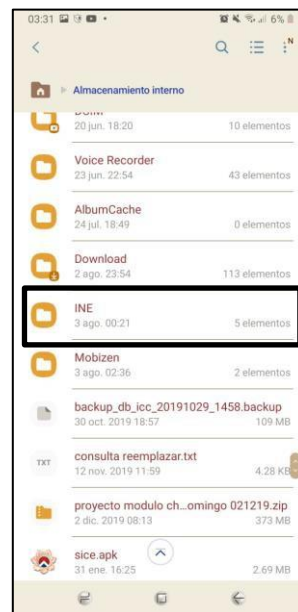 03:31 6%
N
Almacenamiento interno
20 jun. 18:20 10 elementos
Voice Recorder
23 jun. 22:54 43 elementos
AlbumCache
24 jul. 18:49 0 elementos
Download
2 ago. 23:54 113 elementos
INE
3 ago. 00:21 5 elementos
Mobizen
3 ago. 02:36 2 elementos
backup_db_icc_20191029_1458.backup
30 oct. 2019 18:57 109 MB
TXT
consulta reemplazar.txt
12 nov. 2019 11:59 4.28 KB
proyecto modulo ch...omingo 021219.zip
2 dic. 2019 08:13 373 MB
sice.apk
31 ene. 16:25 2.69 MB